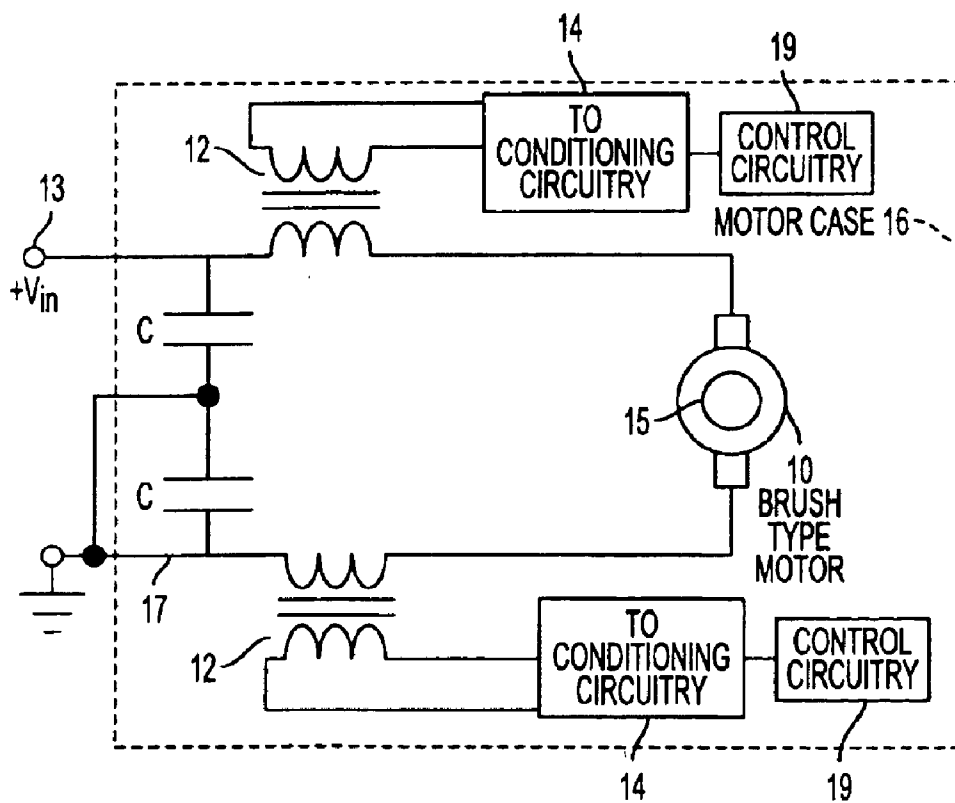 14
19
TO
CONDITIONING
CIRCUITRY
CONTROL
CIRCUITRY
12
13
MOTOR CASE 16
+Vin
C
15
C
10
BRUSH
TYPE
MOTOR
17
12
TO
CONDITIONING
CIRCUITRY
CONTROL
CIRCUITRY
14
19